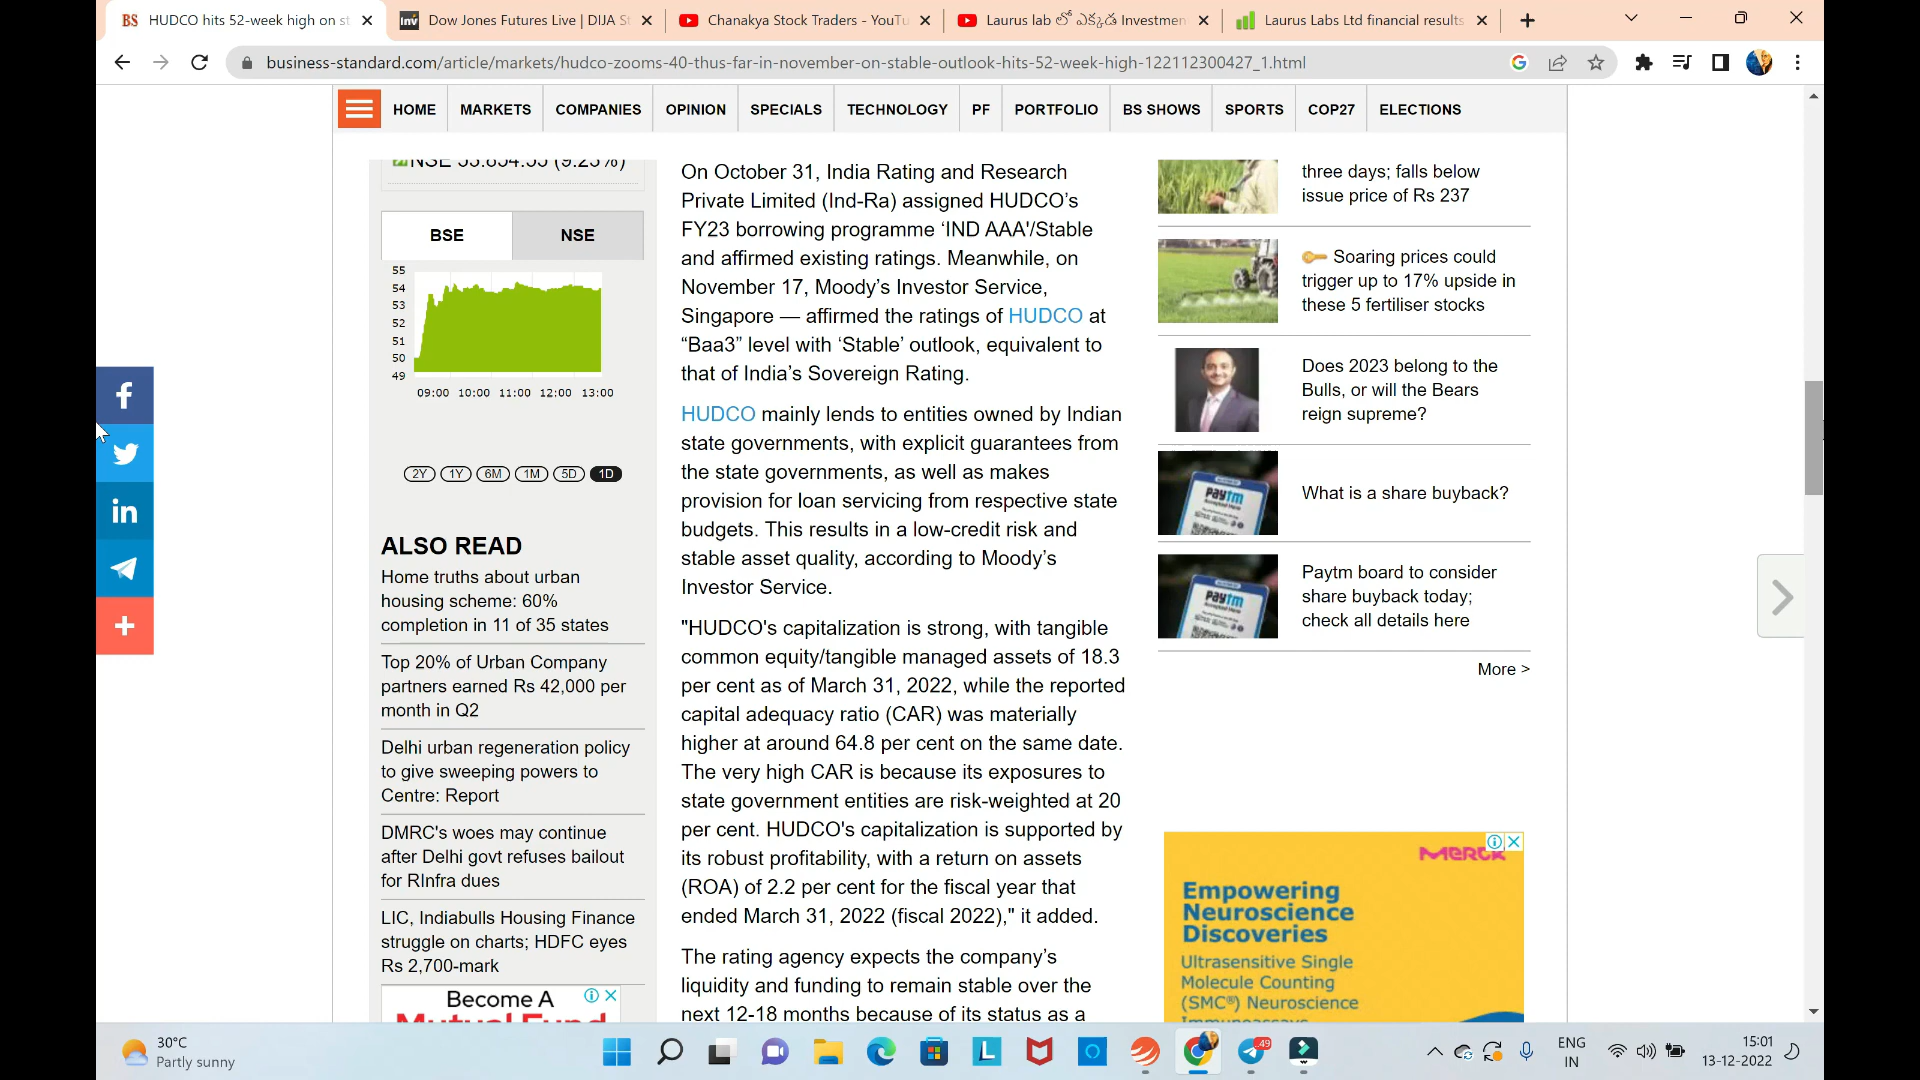 HUDCO hits 52-week high on st
Dow Jones Futures Live | DIJA S
Chanakya Stock Traders - YouTu
Laurus lab లో ఎక్కడ Investmen
Laurus Labs Ltd financial results
business-standard.com/article/markets/hudco-zooms-40-thus-far-in-november-on-stable-outlook-hits-52-week-high-122112300427_1.html
HOME MARKETS COMPANIES OPINION SPECIALS TECHNOLOGY PF PORTFOLIO BS SHOWS SPORTS COP27 ELECTIONS
BSE NSE
55
54
53
52
51
50
49
09:00 10:00 11:00 12:00 13:00
2Y 1Y 6M 1M 5D 1D
ALSO READ
Home truths about urban
housing scheme: 60%
completion in 11 of 35 states
Top 20% of Urban Company
partners earned Rs 42,000 per
month in Q2
Delhi urban regeneration policy
to give sweeping powers to
Centre: Report
DMRC's woes may continue
after Delhi govt refuses bailout
for RInfra dues
LIC, Indiabulls Housing Finance
struggle on charts; HDFC eyes
Rs 2,700-mark
Become A
Mutual Fund
On October 31, India Rating and Research
Private Limited (Ind-Ra) assigned HUDCO’s
FY23 borrowing programme ‘IND AAA'/Stable
and affirmed existing ratings. Meanwhile, on
November 17, Moody’s Investor Service,
Singapore — affirmed the ratings of HUDCO at
“Baa3” level with ‘Stable’ outlook, equivalent to
that of India’s Sovereign Rating.
HUDCO mainly lends to entities owned by Indian
state governments, with explicit guarantees from
the state governments, as well as makes
provision for loan servicing from respective state
budgets. This results in a low-credit risk and
stable asset quality, according to Moody’s
Investor Service.
"HUDCO's capitalization is strong, with tangible
common equity/tangible managed assets of 18.3
per cent as of March 31, 2022, while the reported
capital adequacy ratio (CAR) was materially
higher at around 64.8 per cent on the same date.
The very high CAR is because its exposures to
state government entities are risk-weighted at 20
per cent. HUDCO's capitalization is supported by
its robust profitability, with a return on assets
(ROA) of 2.2 per cent for the fiscal year that
ended March 31, 2022 (fiscal 2022)," it added.
The rating agency expects the company’s
liquidity and funding to remain stable over the
next 12-18 months because of its status as a
three days; falls below
issue price of Rs 237
Soaring prices could
trigger up to 17% upside in
these 5 fertiliser stocks
Does 2023 belong to the
Bulls, or will the Bears
reign supreme?
What is a share buyback?
paytm
Paytm board to consider
share buyback today;
check all details here
paytm
More >
MERCK
Empowering
Neuroscience
Discoveries
Ultrasensitive Single
Molecule Counting
(SMC®) Neuroscience
Immunoassays
30°C
Partly sunny
49
ENG
IN
15:01
13-12-2022